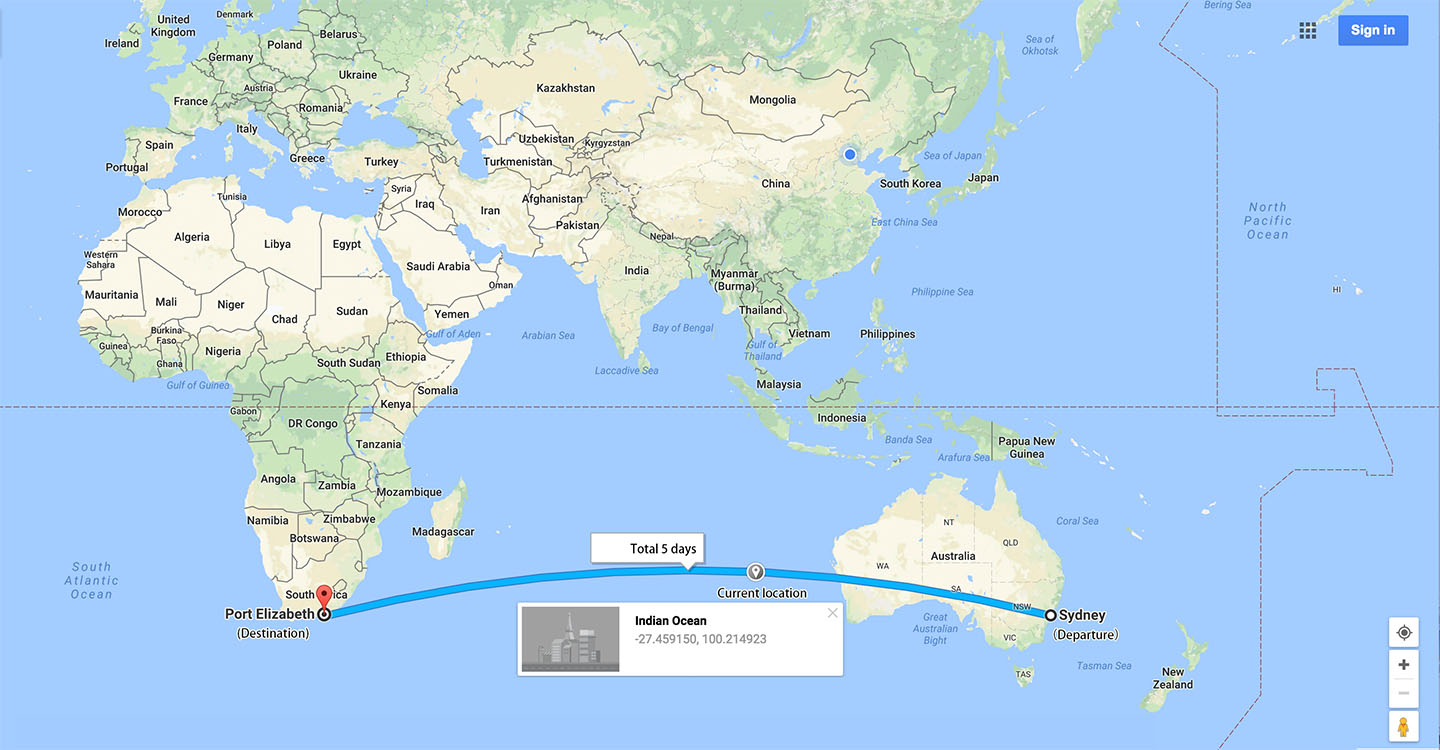 Bering Sea
Denmark
United
Kingdom
Sign in
Belarus
Ireland
Poland
Sea of
Okhotsk
Germany
Ukraine
Austria
Kazakhstan
France
Mongolia
Romania
Italy
Uzbekistan
Kyrgyzstan
Spain
Greece
Turkey
Turkmenistan
Sea of Japan
Portugal
Japan
South Korea
China
Syria
Tunisia
Afghanistan
Iraq
Iran
Morocco
North
Pacific
Ocean
Pakistan
East China Sea
Algeria
Libya
Egypt
Nepal
Western
Sahara
Saudi Arabia
India
Myanmar
(Burma)
Oman
HI
Mauritania
Mali
Niger
Philippine Sea
Chad
Sudan
Yemen
Thailand
Burkina
Faso
Gulf of Aden
Arabian Sea
Bay of Bengal
Vietnam
Philippines
Guinea
Nigeria
Gulf of
Thailand
Ghana
South Sudan
Ethiopia
Laccadive Sea
Gulf of Guinea
Malaysia
Somalia
Kenya
Gabon
Indonesia
DR Congo
Tanzania
Banda Sea
Papua New
Guinea
Arafura Sea
Angola
Zambia
Mozambique
Namibia
Zimbabwe
Madagascar
Botswana
NT
Coral Sea
QLD
Total 5 days
Australia
South
Atlantic
Ocean
WA
SA
South ica
Current location
NSW
Port Elizabeth
(Destination)
Indian Ocean
-27.459150, 100.214923
Great
Australian
Bight
Sydney
(Departure)
VIC
Tasman Sea
TAS
New
Zealand